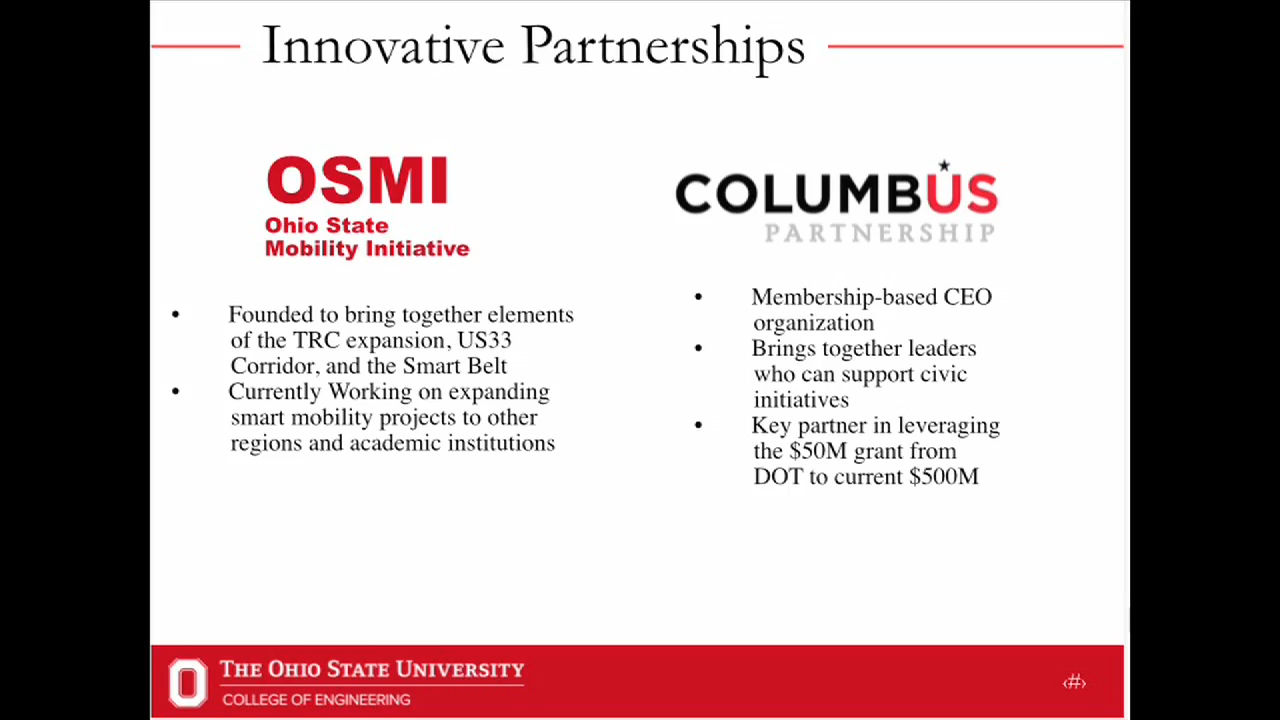 Innovative Partnerships
OSMI
Ohio State
Mobility Initiative
• Founded to bring together elements
of the TRC expansion, US33
Corridor, and the Smart Belt
• Currently Working on expanding
smart mobility projects to other
regions and academic institutions
COLUMBUS
PARTNERSHIP
• Membership-based CEO
organization
• Brings together leaders
who can support civic
initiatives
• Key partner in leveraging
the $50M grant from
DOT to current $500M
THE OHIO STATE UNIVERSITY
COLLEGE OF ENGINEERING
‹#›